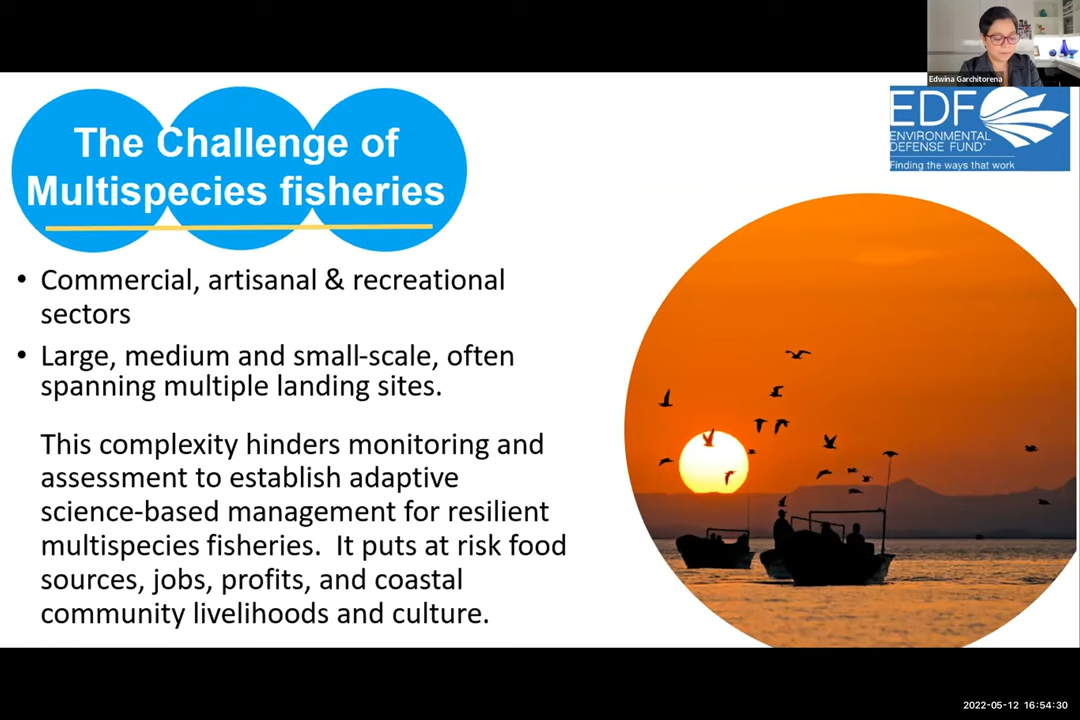 Edwina Garchitorena
EDF
ENVIRONMENTAL
DEFENSE FUND®
Finding the ways that work
The Challenge of
Multispecies fisheries
• Commercial, artisanal & recreational
sectors
• Large, medium and small-scale, often
spanning multiple landing sites.
This complexity hinders monitoring and
assessment to establish adaptive
science-based management for resilient
multispecies fisheries.  It puts at risk food
sources, jobs, profits, and coastal
community livelihoods and culture.
2022-05-12 16:54:30